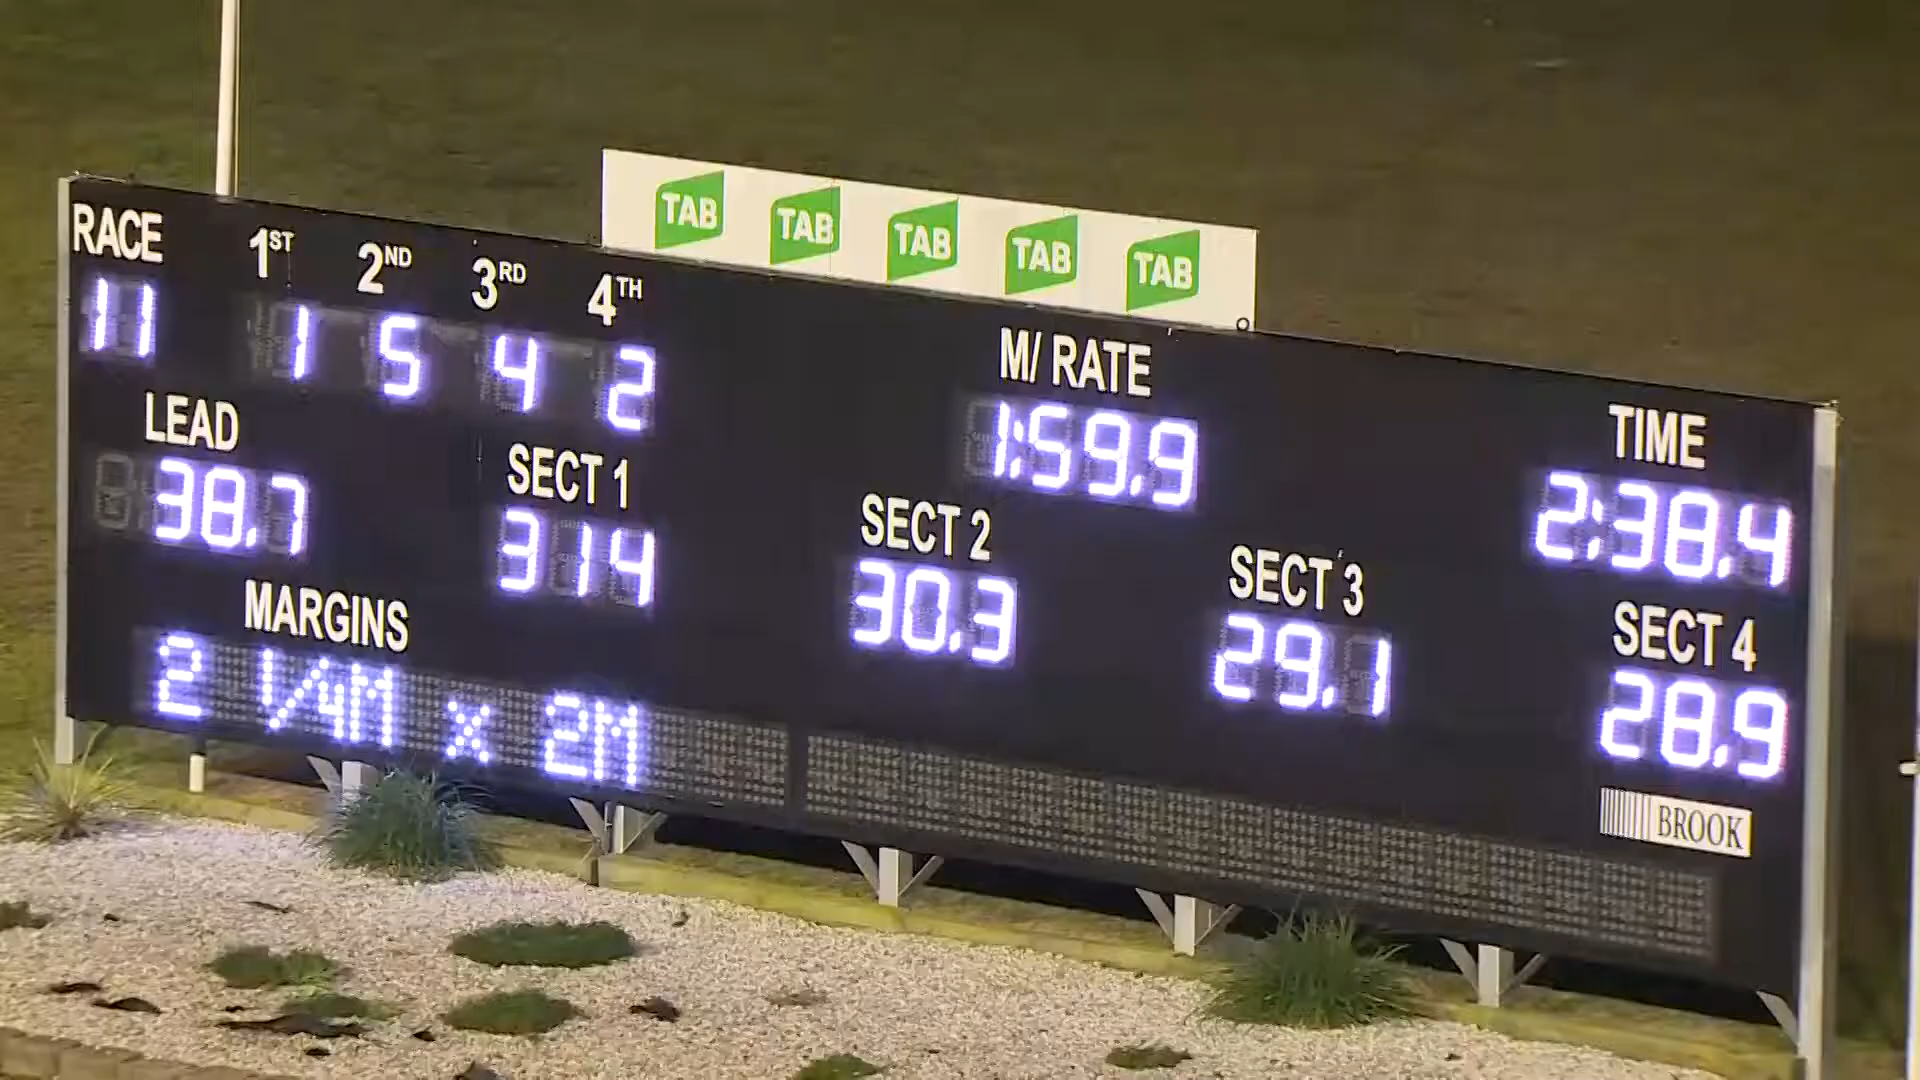 TAB TAB TAB TAB TAB
RACE 1ST 2ND 3RD 4TH
11 1 5 4 2
M/ RATE
1:59.9
TIME
2:38.4
LEAD
38.7
SECT 1
314
SECT 2
30.3
SECT 3
29.1
SECT 4
28.9
MARGINS
2 1/4M x 2M
BROOK